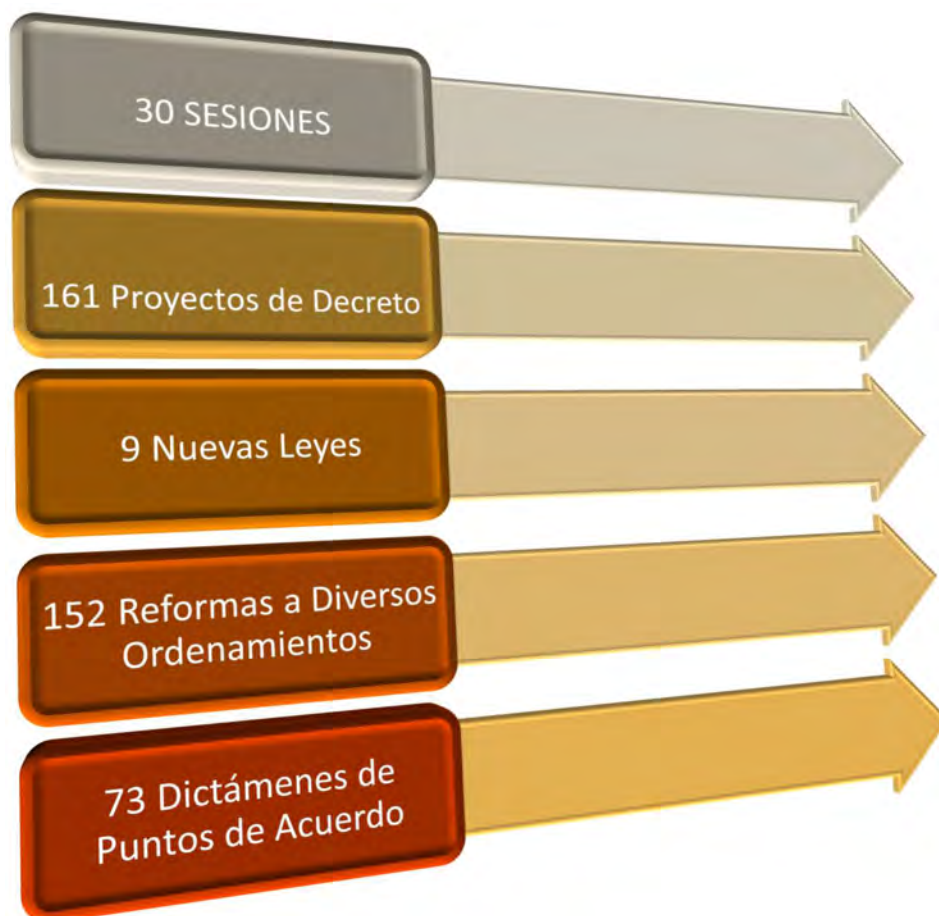 30 SESIONES
161 Proyectos de Decreto
9 Nuevas Leyes
152 Reformas a Diversos
Ordenamientos
73 Dictámenes de
Puntos de Acuerdo